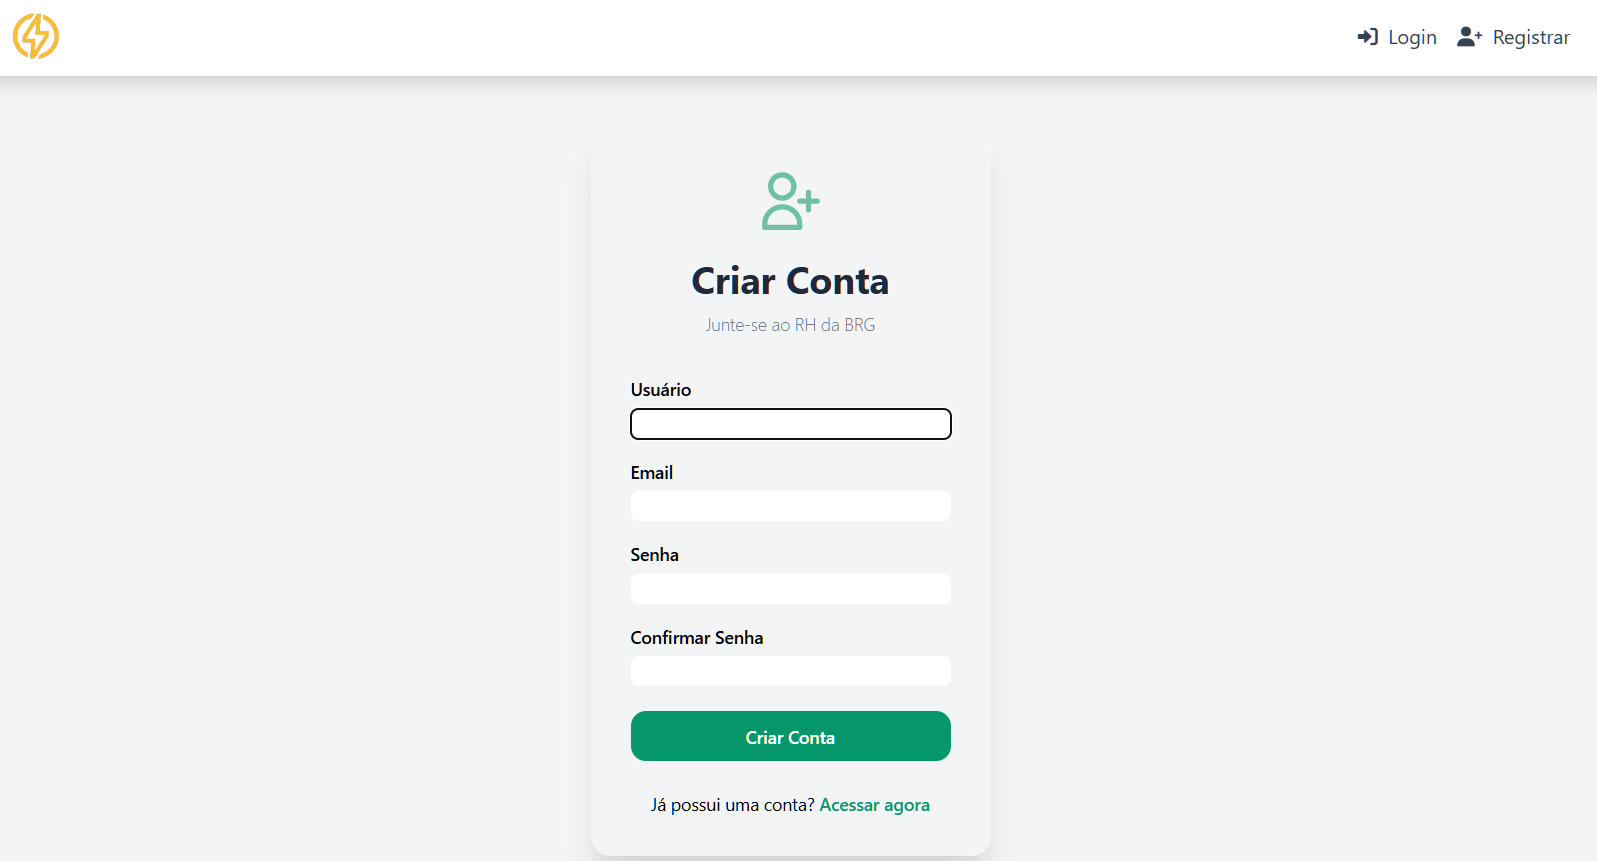 Login Registrar
Criar Conta
Junte-se ao RH da BRG
Usuário
Email
Senha
Confirmar Senha
Criar Conta
Já possui uma conta? Acessar agora